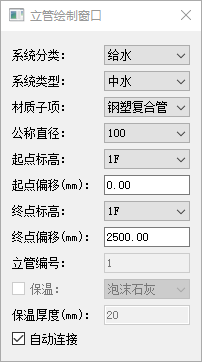 立管绘制窗口
系统分类: 给水
系统类型: 中水
材质子项: 钢塑复合管
公称直径: 100
起点标高: 1F
起点偏移(mm): 0.00
终点标高: 1F
终点偏移(mm): 2500.00
立管编号: 1
保温: 泡沫石灰
保温厚度(mm): 20
自动连接